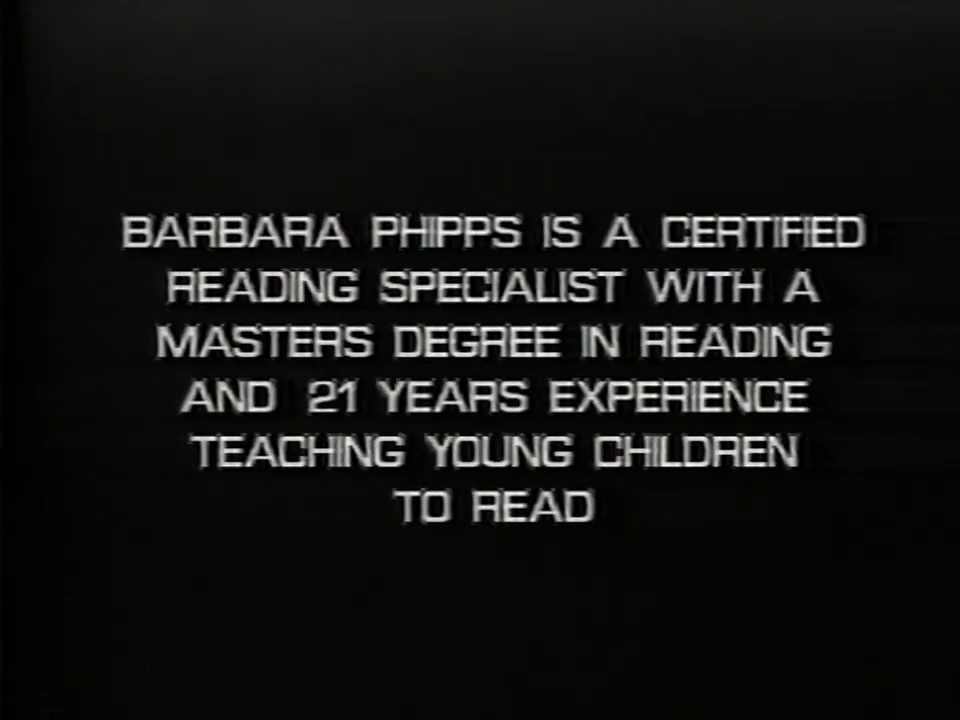 BARBARA PHIPPS IS A CERTIFIED
READING SPECIALIST WITH A
MASTERS DEGREE IN READING
AND 21 YEARS EXPERIENCE
TEACHING YOUNG CHILDREN
TO READ